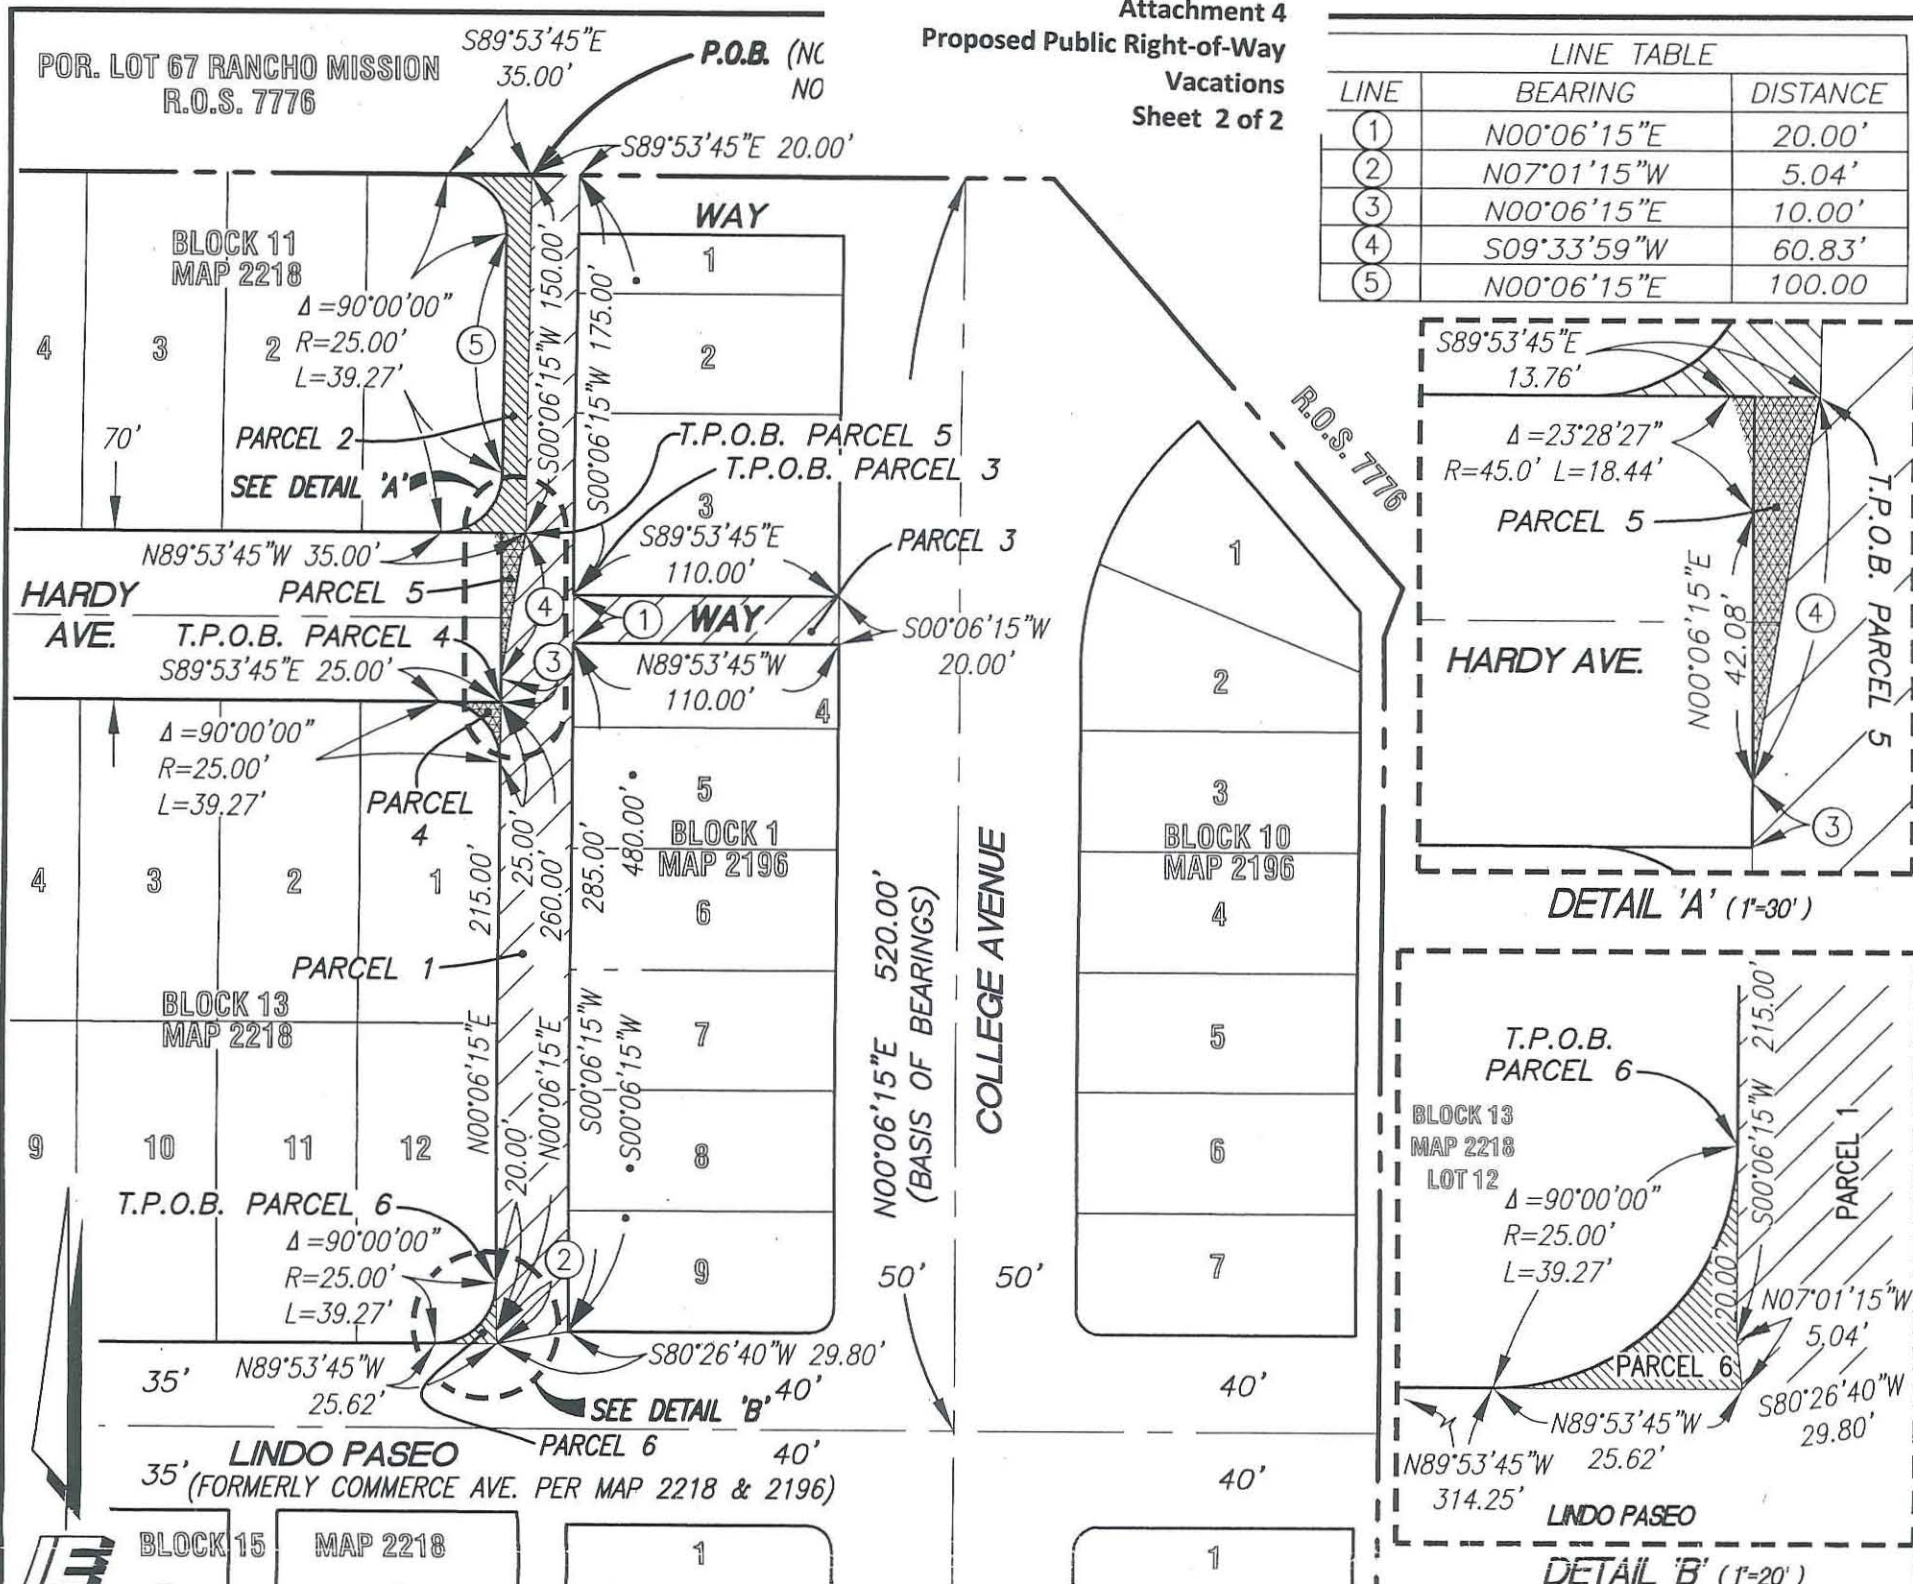 Attachment 4
Proposed Public Right-of-Way
Vacations
Sheet 2 of 2
POR. LOT 67 RANCHO MISSION
R.O.S. 7776
S89°53'45"E
35.00'
P.O.B. (NC
NO
S89°53'45"E 20.00'
LINE TABLE
LINE BEARING DISTANCE
1 N00°06'15"E 20.00'
2 N07°01'15"W 5.04'
3 N00°06'15"E 10.00'
4 S09°33'59"W 60.83'
5 N00°06'15"E 100.00
BLOCK 11
MAP 2218
Δ=90°00'00"
R=25.00'
L=39.27'
4
3
2
5
70'
PARCEL 2
SEE DETAIL 'A'
S00°06'15"W 150.00'
S00°06'15"W 175.00'
WAY
1
2
3
T.P.O.B. PARCEL 5
T.P.O.B. PARCEL 3
S89°53'45"E
110.00'
PARCEL 3
N89°53'45"W 35.00'
HARDY
AVE.
PARCEL 5
4
T.P.O.B. PARCEL 4
S89°53'45"E 25.00'
3
1
WAY
S00°06'15"W
20.00'
N89°53'45"W
110.00'
4
Δ=90°00'00"
R=25.00'
L=39.27'
PARCEL
4
4
3
2
1
215.00'
25.00'
260.00'
285.00'
480.00'
5
BLOCK 1
MAP 2196
6
7
8
9
PARCEL 1
BLOCK 13
MAP 2218
N00°06'15"E
N00°06'15"E
S00°06'15"W
S00°06'15"W
20.00'
9
10
11
12
T.P.O.B. PARCEL 6
Δ=90°00'00"
R=25.00'
L=39.27'
2
N89°53'45"W
25.62'
S80°26'40"W 29.80'
SEE DETAIL 'B'
PARCEL 6
35'
35'
40'
40'
LINDO PASEO
(FORMERLY COMMERCE AVE. PER MAP 2218 & 2196)
BLOCK 15
MAP 2218
1
N00°06'15"E 520.00'
(BASIS OF BEARINGS)
COLLEGE AVENUE
50'
50'
R.O.S. 7776
1
2
3
BLOCK 10
MAP 2196
4
5
6
7
40'
40'
1
S89°53'45"E
13.76'
Δ=23°28'27"
R=45.0' L=18.44'
PARCEL 5
N00°06'15"E
42.08'
4
T.P.O.B. PARCEL 5
HARDY AVE.
3
DETAIL 'A' (1"=30')
T.P.O.B.
PARCEL 6
BLOCK 13
MAP 2218
LOT 12
Δ=90°00'00"
R=25.00'
L=39.27'
S00°06'15"W 215.00'
20.00'
PARCEL 1
N07°01'15"W
5.04'
PARCEL 6
S80°26'40"W
29.80'
N89°53'45"W
25.62'
N89°53'45"W
314.25'
LINDO PASEO
DETAIL 'B' (1"=20')